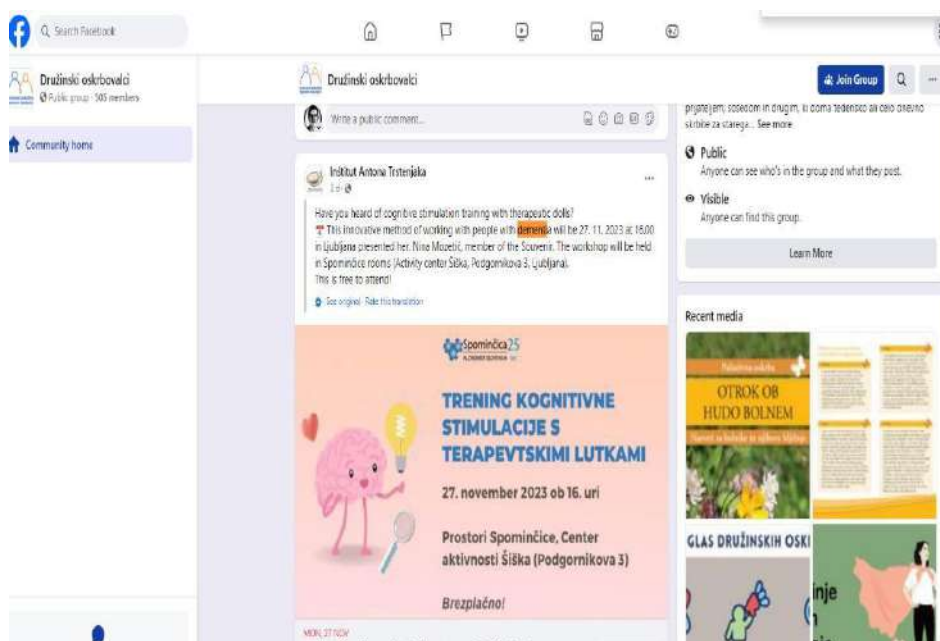 Search Facebook
Družinski oskrbovalci
Public group · 505 members
Community home
Družinski oskrbovalci
Join Group
Write a public comment...
Inštitut Antona Trstenjaka
Have you heard of cognitive stimulation training with therapeutic dolls?
This innovative method of working with people with dementia will be 27. 11. 2023 at 16.00
in Ljubljana presented her. Nina Mozetič, member of the Souvenir. The workshop will be held
in Spominčice rooms (Activity center Šiška, Podgornikova 3, Ljubljana).
This is free to attend!
See original · Rate this translation
Spominčica 25
TRENING KOGNITIVNE
STIMULACIJE S
TERAPEVTSKIMI LUTKAMI
27. november 2023 ob 16. uri
Prostori Spominčice, Center
aktivnosti Šiška (Podgornikova 3)
Brezplačno!
MON, 27 NOV
prijateljem, sosedom in drugim, ki doma tedensko ali celo dnevno
skrbite za starega... See more
Public
Anyone can see who's in the group and what they post.
Visible
Anyone can find this group.
Learn More
Recent media
OTROK OB
HUDO BOLNEM
GLAS DRUŽINSKIH OSKI
inje